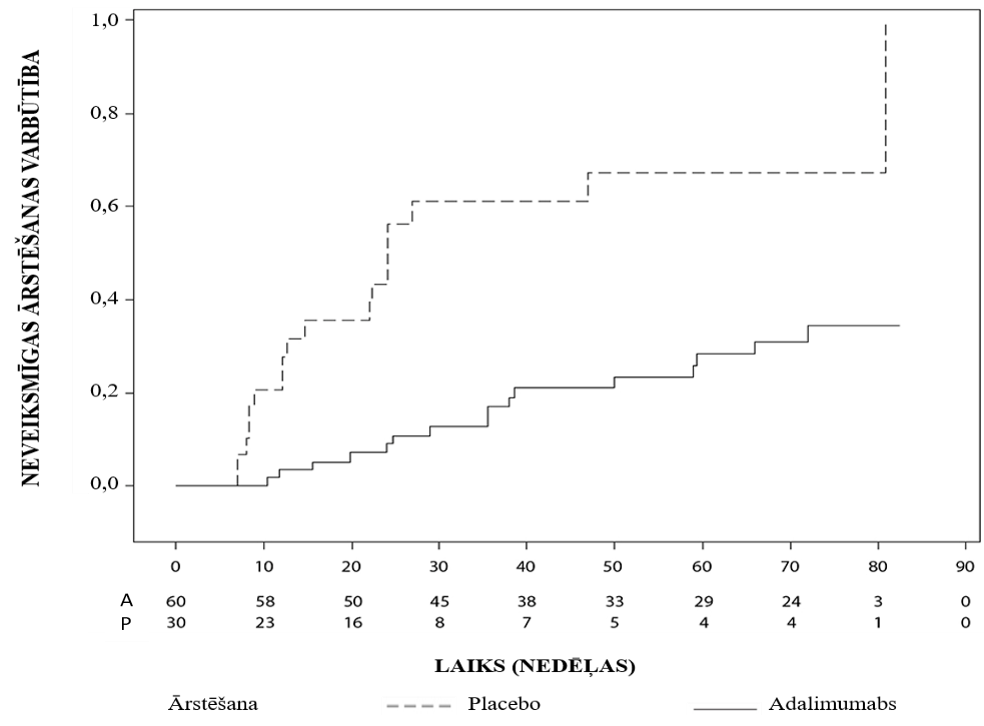 NEVEIKSMĪGAS ĀRSTĒŠANAS VARBŪTĪBA
1,0
0,8
0,6
0,4
0,2
0,0
0 10 20 30 40 50 60 70 80 90
A 60 58 50 45 38 33 29 24 3 0
P 30 23 16 8 7 5 4 4 1 0
LAIKS (NEDĒĻAS)
Ārstēšana Placebo Adalimumabs